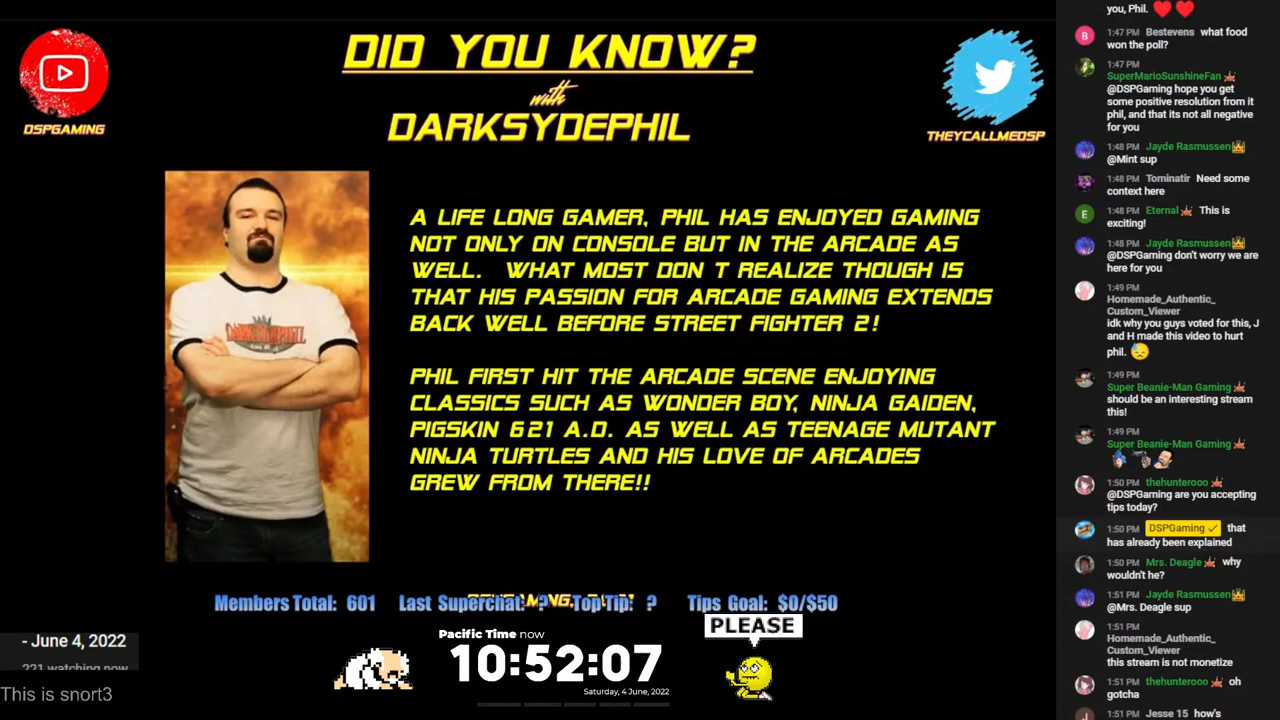 DID YOU KNOW?
with
DARKSYDEPHIL
DSPGAMING
THEYCALLMEDSP
A LIFE LONG GAMER, PHIL HAS ENJOYED GAMING
NOT ONLY ON CONSOLE BUT IN THE ARCADE AS
WELL. WHAT MOST DON T REALIZE THOUGH IS
THAT HIS PASSION FOR ARCADE GAMING EXTENDS
BACK WELL BEFORE STREET FIGHTER 2!
PHIL FIRST HIT THE ARCADE SCENE ENJOYING
CLASSICS SUCH AS WONDER BOY, NINJA GAIDEN,
PIGSKIN 621 A.D. AS WELL AS TEENAGE MUTANT
NINJA TURTLES AND HIS LOVE OF ARCADES
GREW FROM THERE!!
Members Total: 601 Last Superchat: ? Top Tip: ? Tips Goal: $0/$50
PLEASE
Pacific Time now
10:52:07
Saturday, 4 June, 2022
- June 4, 2022
221 watching now
This is snort3
you, Phil.
1:47 PM Bestevens what food
won the poll?
1:47 PM
SuperMarioSunshineFan
@DSPGaming hope you get
some positive resolution from it
phil, and that its not all negative
for you
1:48 PM Jayde Rasmussen
@Mint sup
1:48 PM Tominatir Need some
context here
1:48 PM Eternal This is
exciting!
1:48 PM Jayde Rasmussen
@DSPGaming don't worry we are
here for you
1:49 PM
Homemade_Authentic_
Custom_Viewer
idk why you guys voted for this, J
and H made this video to hurt
phil.
1:49 PM
Super Beanie-Man Gaming
should be an interesting stream
this!
1:49 PM
Super Beanie-Man Gaming
1:50 PM thehunterooo
@DSPGaming are you accepting
tips today?
1:50 PM DSPGaming ✓ that
has already been explained
1:50 PM Mrs. Deagle why
wouldn't he?
1:51 PM Jayde Rasmussen
@Mrs. Deagle sup
1:51 PM
Homemade_Authentic_
Custom_Viewer
this stream is not monetize
1:51 PM thehunterooo oh
gotcha
1:51 PM Jesse 15 how's